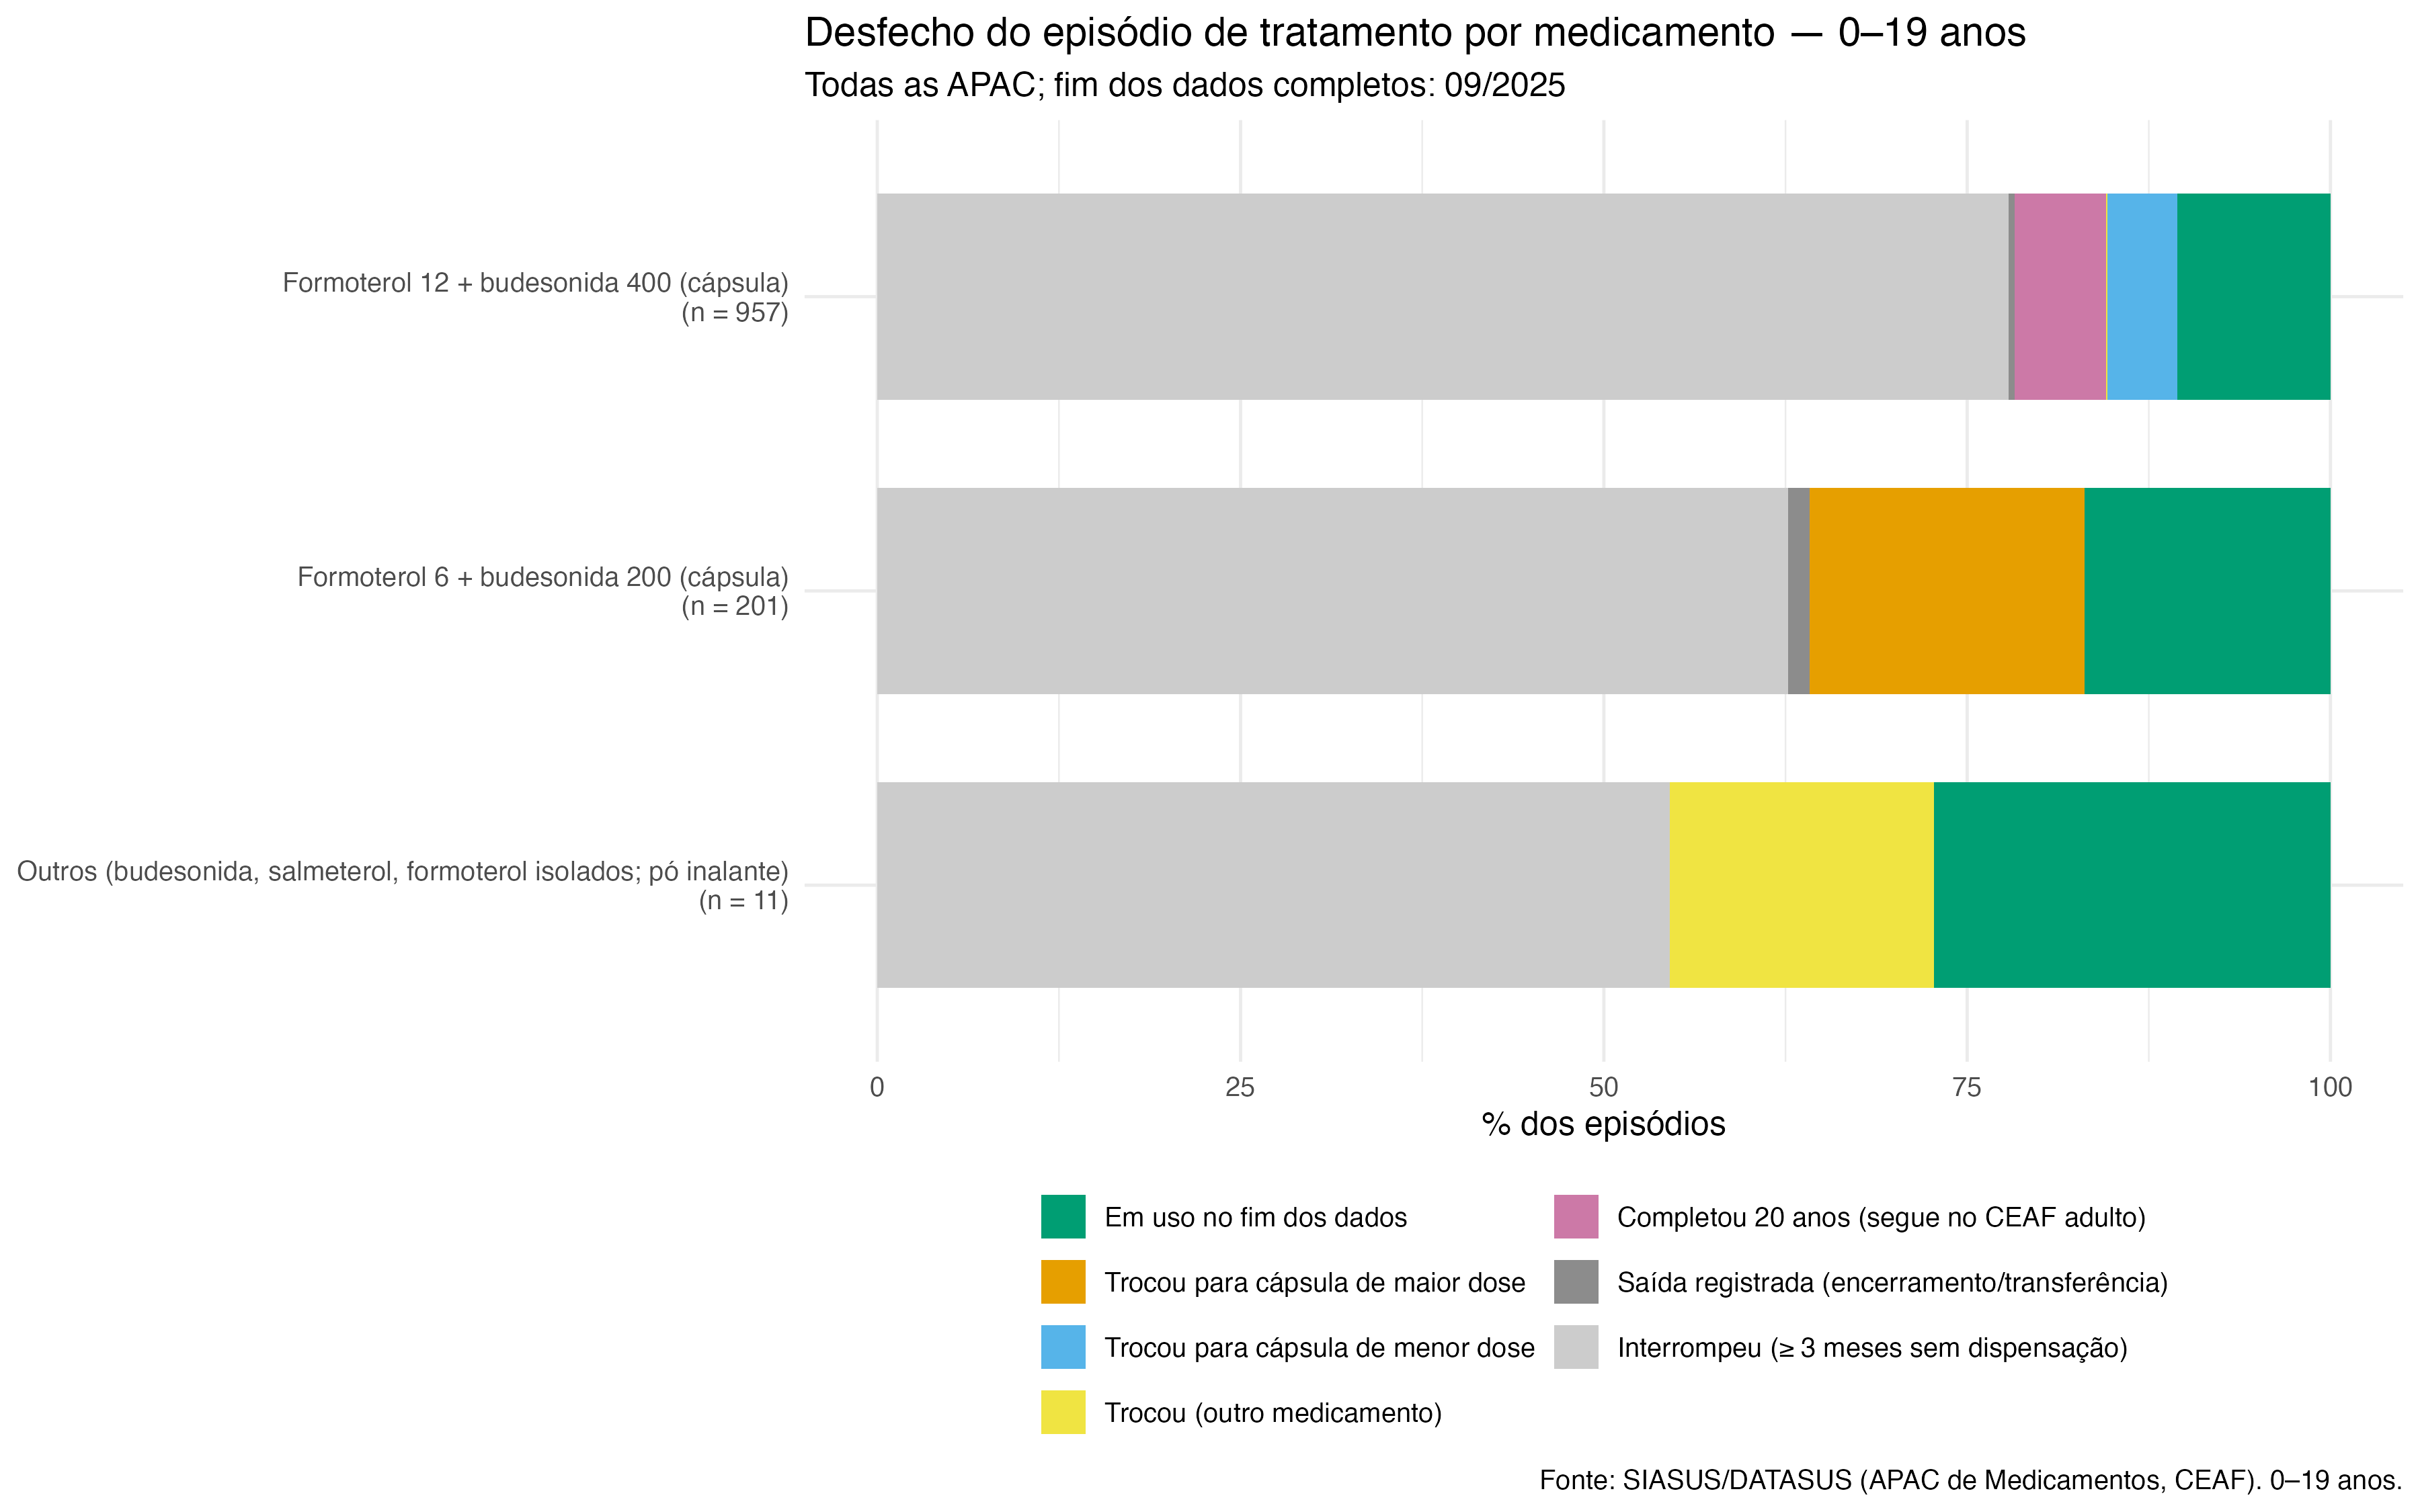 Desfecho do episódio de tratamento por medicamento — 0–19 anos
Todas as APAC; fim dos dados completos: 09/2025
Formoterol 12 + budesonida 400 (cápsula)
(n = 957)
Formoterol 6 + budesonida 200 (cápsula)
(n = 201)
Outros (budesonida, salmeterol, formoterol isolados; pó inalante)
(n = 11)
0 25 50 75 100
% dos episódios
Em uso no fim dos dados
Trocou para cápsula de maior dose
Trocou para cápsula de menor dose
Trocou (outro medicamento)
Completou 20 anos (segue no CEAF adulto)
Saída registrada (encerramento/transferência)
Interrompeu (≥ 3 meses sem dispensação)
Fonte: SIASUS/DATASUS (APAC de Medicamentos, CEAF). 0–19 anos.